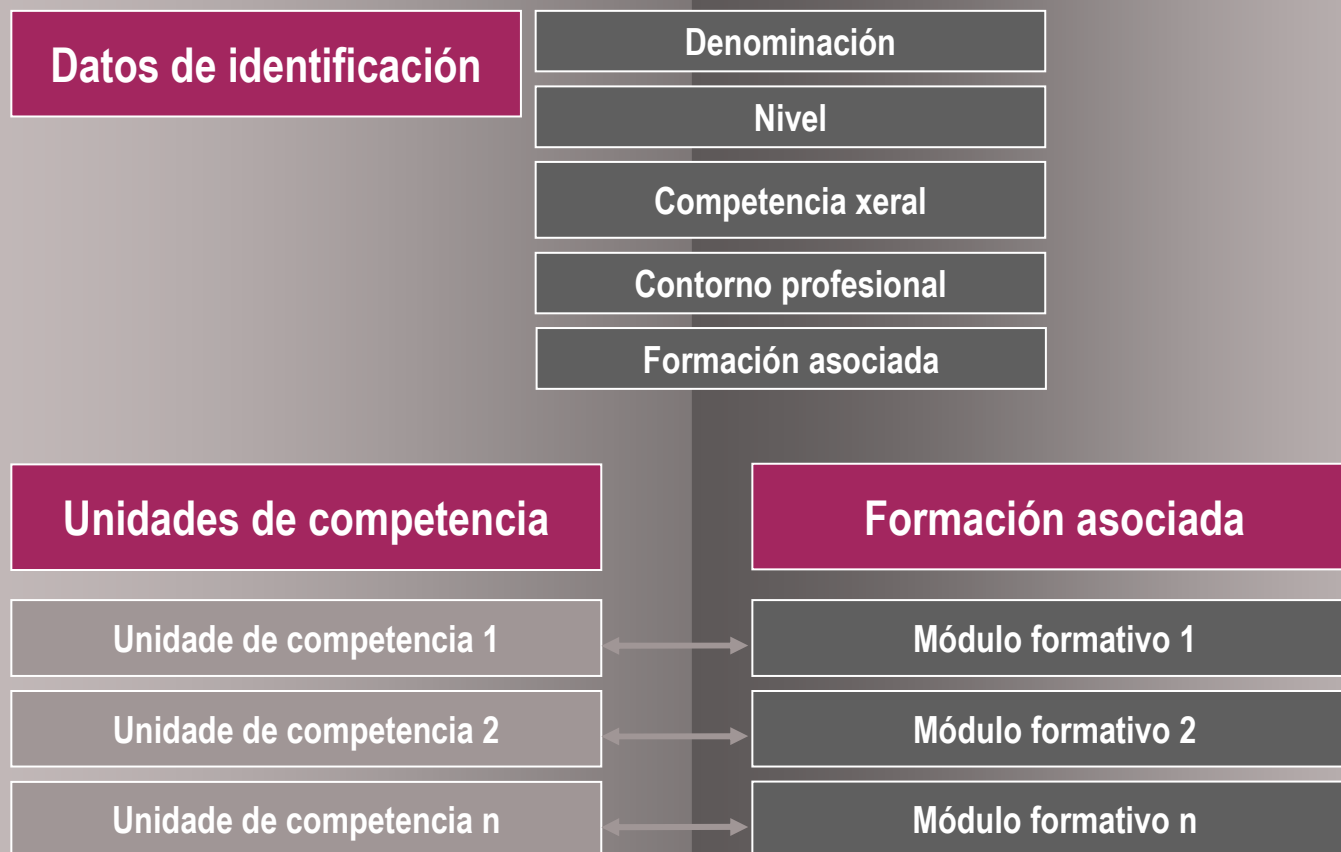 Datos de identificación
Denominación
Nivel
Competencia xeral
Contorno profesional
Formación asociada
Unidades de competencia
Formación asociada
Unidade de competencia 1
Módulo formativo 1
Unidade de competencia 2
Módulo formativo 2
Unidade de competencia n
Módulo formativo n